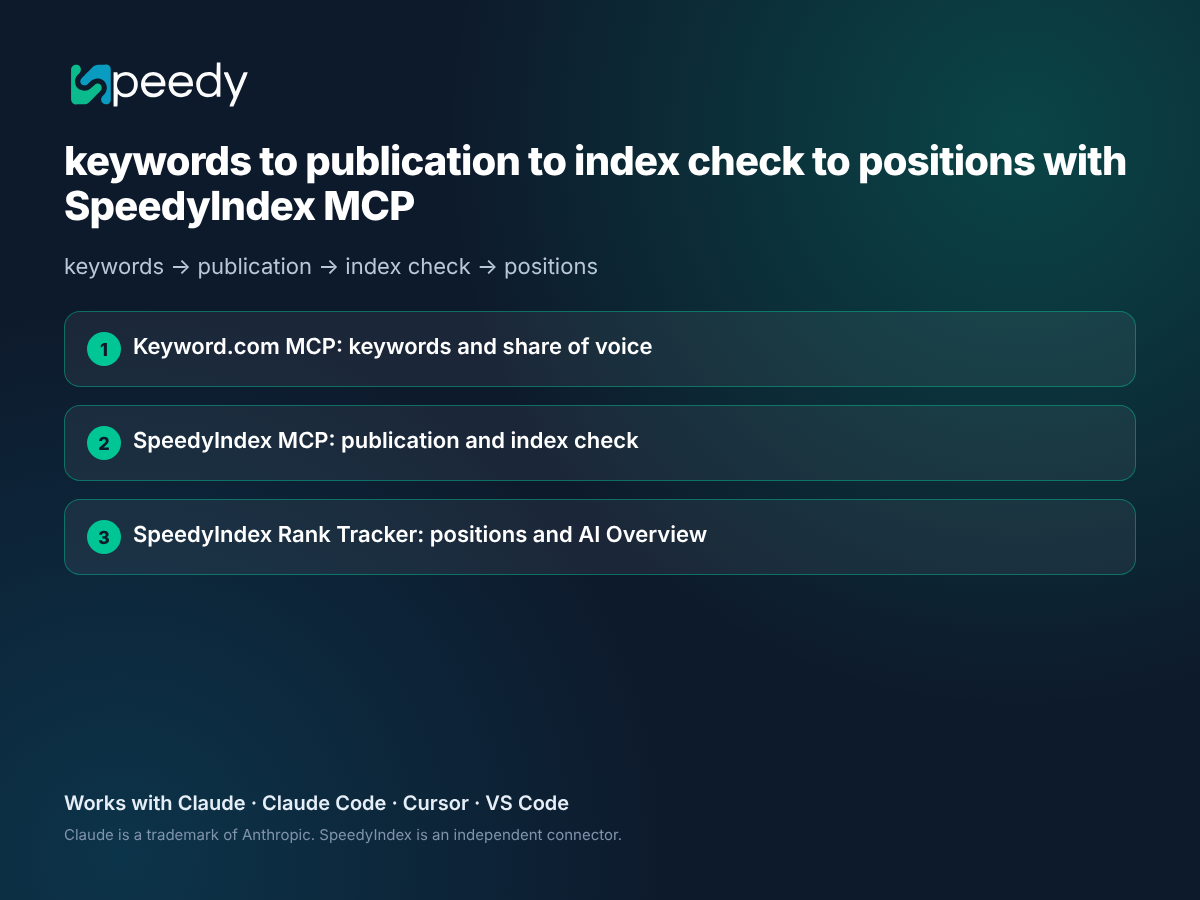 Speedy
keywords to publication to index check to positions with
SpeedyIndex MCP
keywords → publication → index check → positions
1 Keyword.com MCP: keywords and share of voice
2 SpeedyIndex MCP: publication and index check
3 SpeedyIndex Rank Tracker: positions and AI Overview
Works with Claude · Claude Code · Cursor · VS Code
Claude is a trademark of Anthropic. SpeedyIndex is an independent connector.